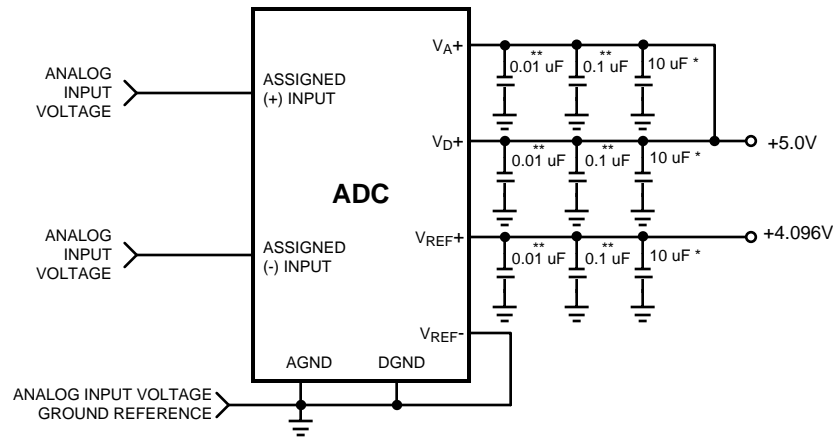 VA+
**
**
0.01 uF
0.1 uF
10 uF *
ANALOG
INPUT
VOLTAGE
ASSIGNED
(+) INPUT
VD+
**
**
0.01 uF
0.1 uF
10 uF *
+5.0V
ADC
ANALOG
INPUT
VOLTAGE
ASSIGNED
(-) INPUT
VREF+
**
**
0.01 uF
0.1 uF
10 uF *
+4.096V
VREF-
AGND
DGND
ANALOG INPUT VOLTAGE
GROUND REFERENCE